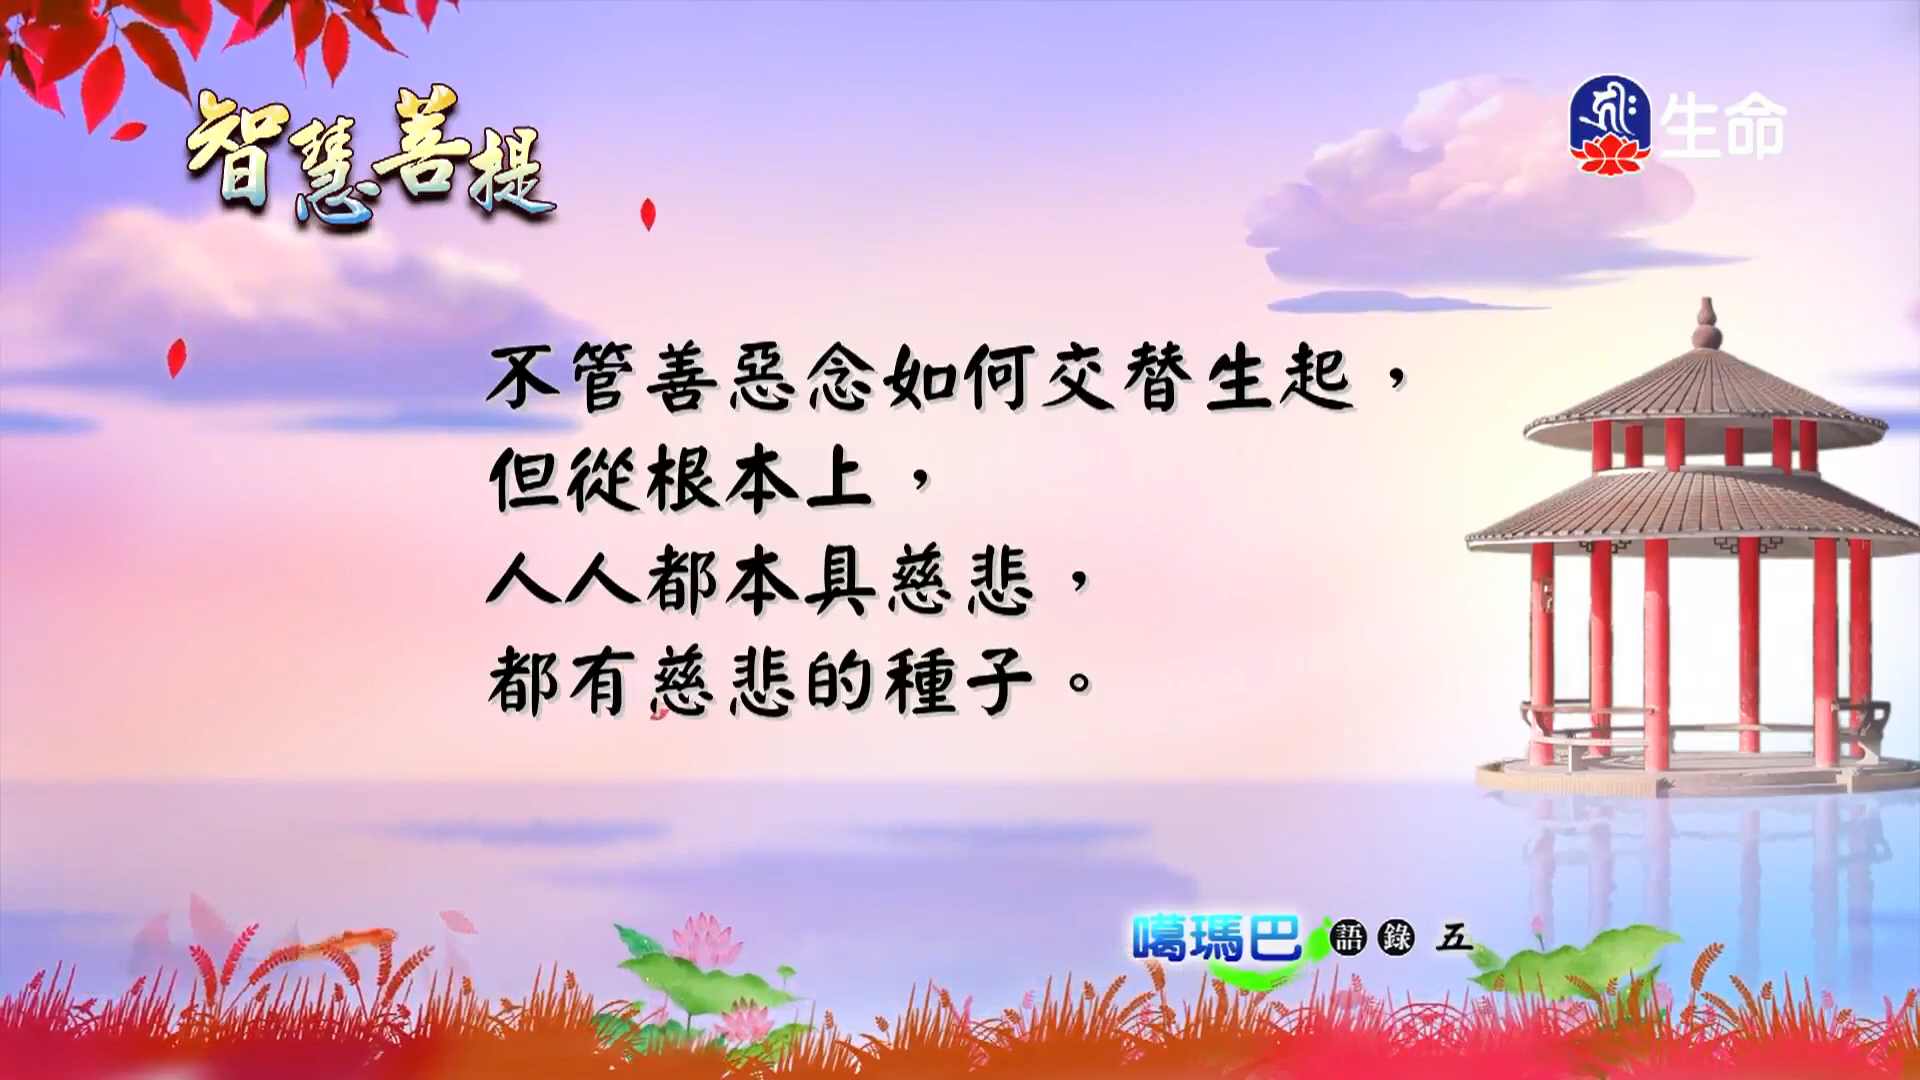 智慧菩提
生命
不管善惡念如何交替生起，
但從根本上，
人人都本具慈悲，
都有慈悲的種子。
噶瑪巴 語錄 五